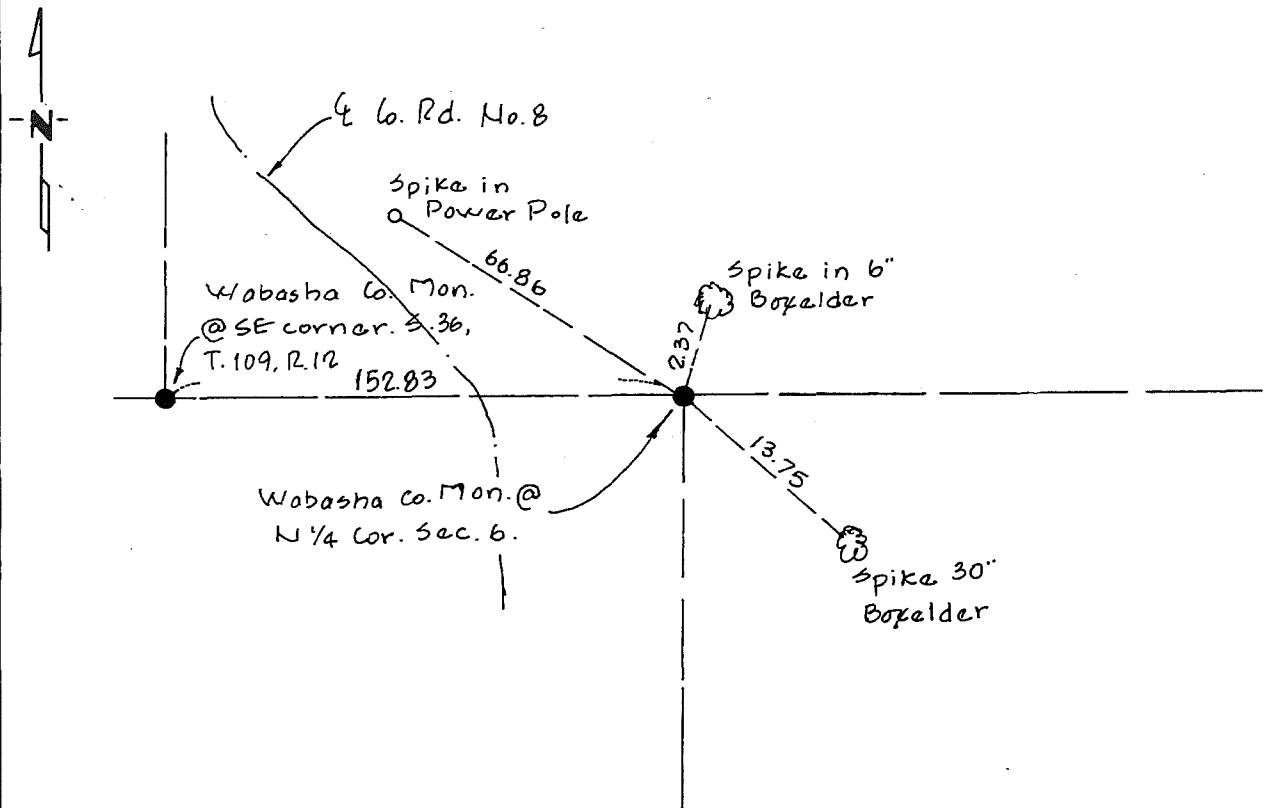 N
℄ Co. Rd. No. 8
Spike in
Power Pole
66.86
Spike in 6"
Boxelder
2.37
Wabasha Co. Mon.
@ SE corner. S.36,
T.109, R.12
152.83
13.75
Wabasha Co. Mon. @
N 1/4 Cor. Sec. 6.
Spike 30"
Boxelder